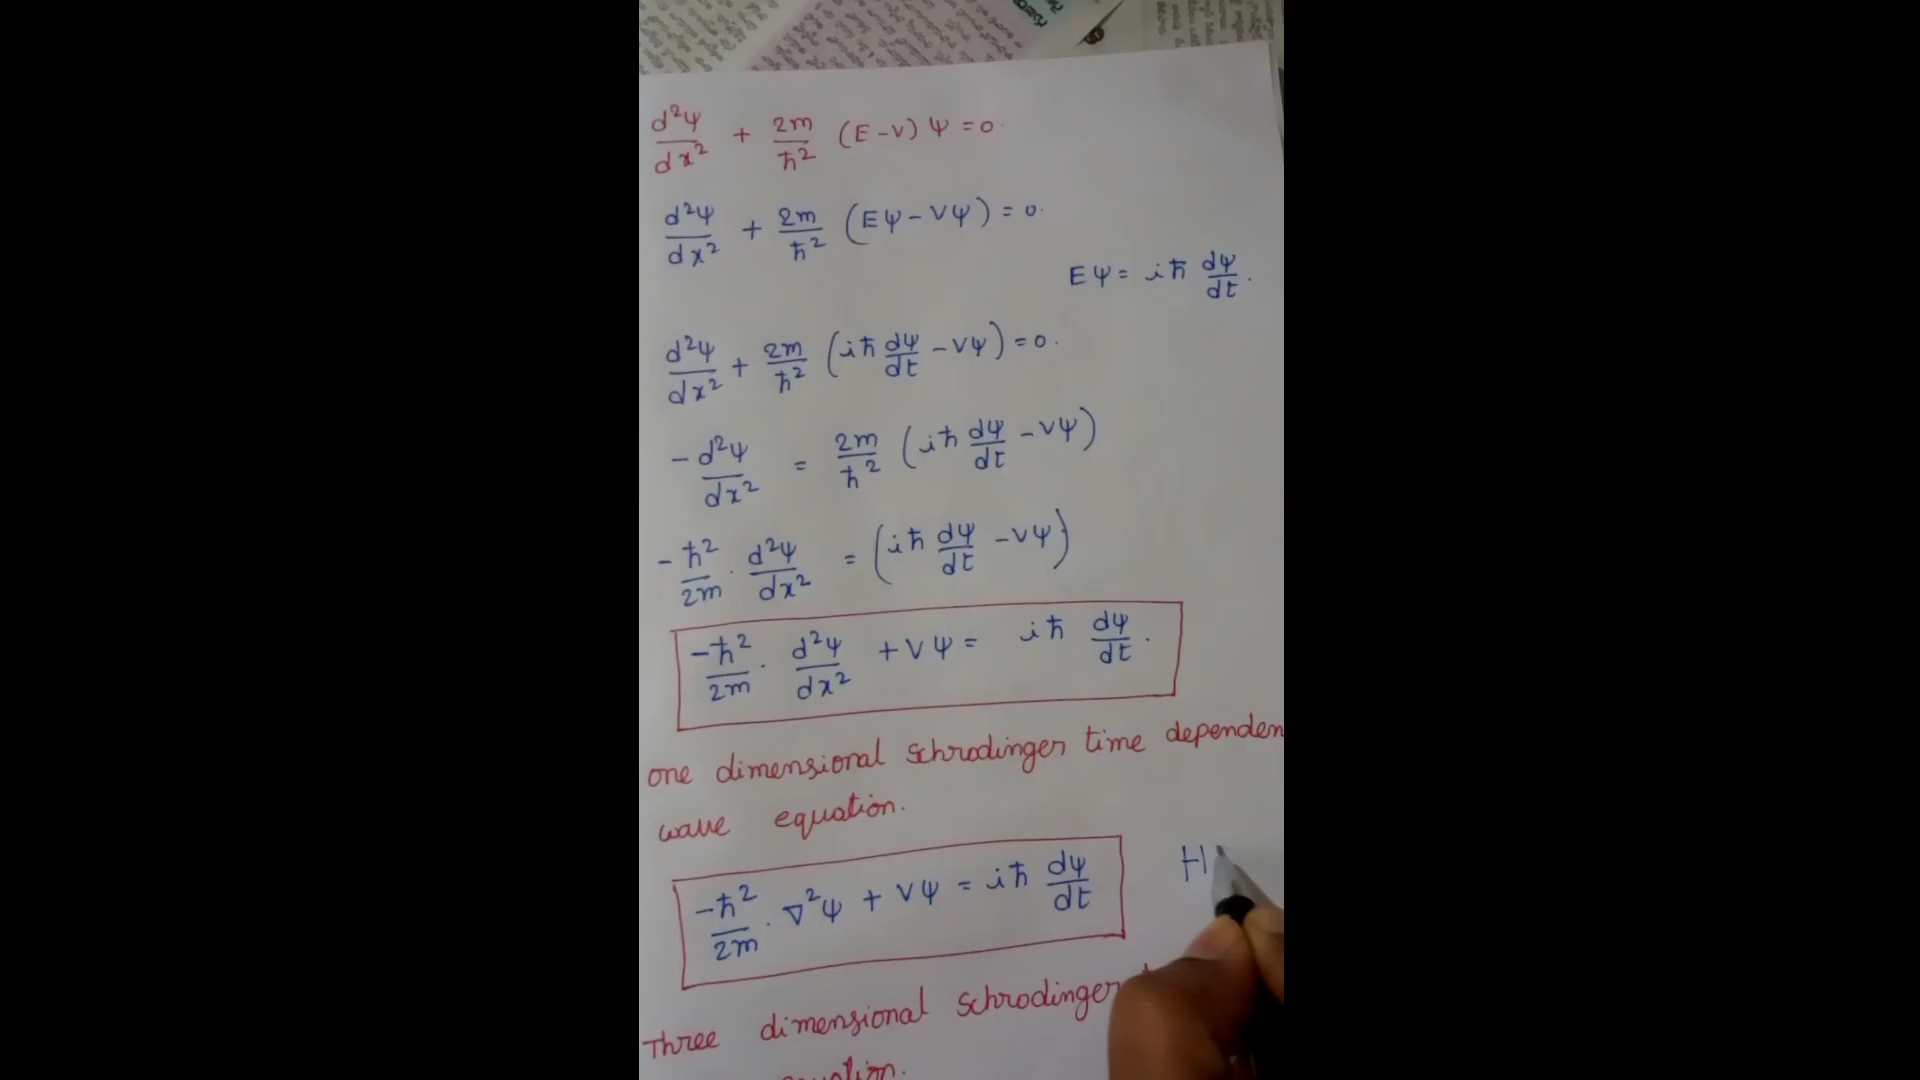 d²ψ/dx² + 2m/ħ² (E-V) ψ = 0.
d²ψ/dx² + 2m/ħ² (Eψ - Vψ) = 0.
Eψ = iħ dψ/dt.
d²ψ/dx² + 2m/ħ² (iħ dψ/dt - Vψ) = 0.
-d²ψ/dx² = 2m/ħ² (iħ dψ/dt - Vψ)
-ħ²/2m . d²ψ/dx² = (iħ dψ/dt - Vψ)
-ħ²/2m . d²ψ/dx² + Vψ = iħ dψ/dt.
one dimensional schrodinger time dependen
wave equation.
-ħ²/2m . ∇²ψ + Vψ = iħ dψ/dt
H
Three dimensional schrodinger